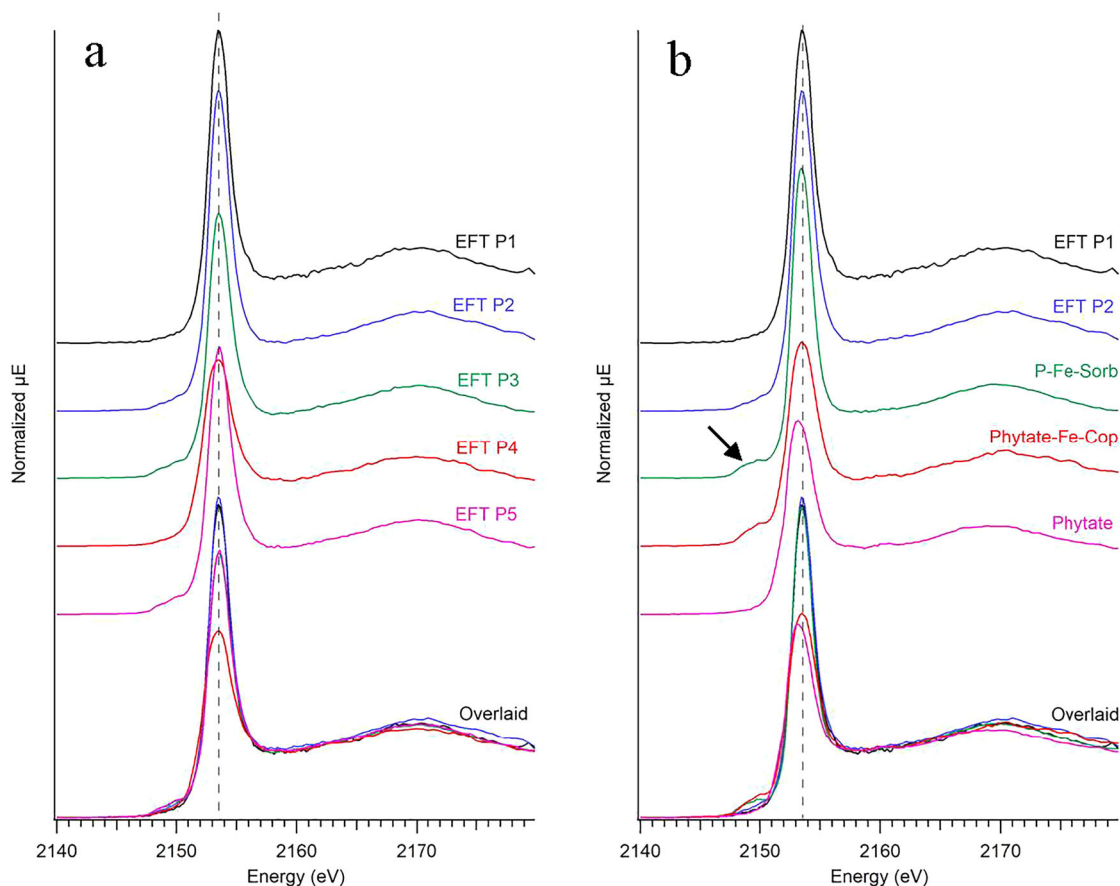 a
EFT P1
EFT P2
EFT P3
EFT P4
EFT P5
Overlaid
Normalized µE
2140 2150 2160 2170
Energy (eV)
b
EFT P1
EFT P2
P-Fe-Sorb
Phytate-Fe-Cop
Phytate
Overlaid
Normalized µE
2140 2150 2160 2170
Energy (eV)